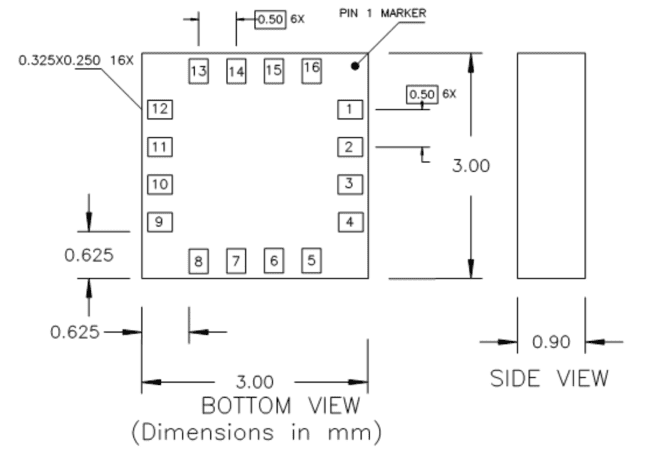 0.50 6X
PIN 1 MARKER
0.325X0.250 16X
13 14 15 16
0.50 6X
12 1
11 2
3.00
10 3
9 4
0.625
8 7 6 5
0.625
0.90
3.00
SIDE VIEW
BOTTOM VIEW
(Dimensions in mm)